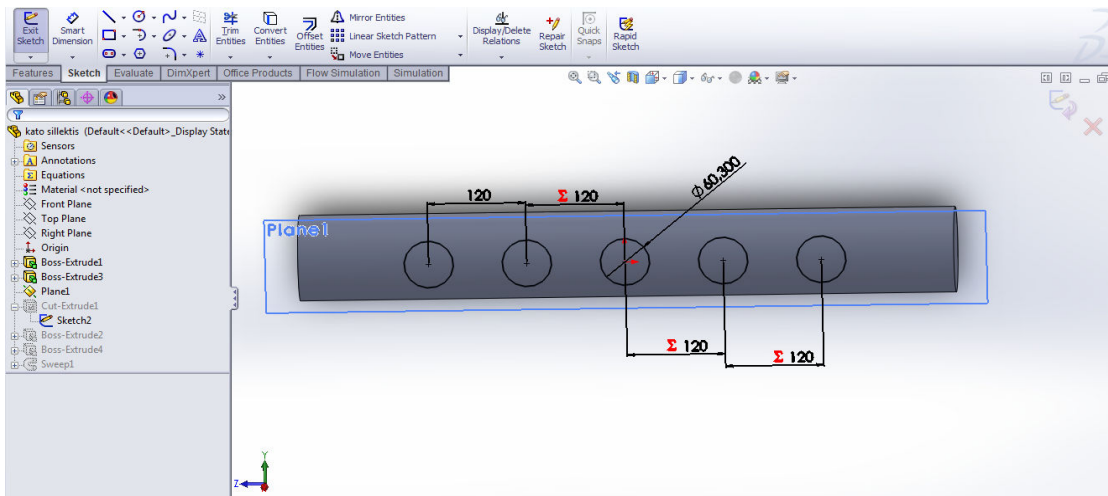 Exit Sketch
Smart Dimension
Trim Entities
Convert Entities
Offset Entities
Mirror Entities
Linear Sketch Pattern
Move Entities
Display/Delete Relations
Repair Sketch
Quick Snaps
Rapid Sketch
Features Sketch Evaluate DimXpert Office Products Flow Simulation Simulation
kato sillektis (Default<<Default>_Display State
Sensors
Annotations
Equations
Material <not specified>
Front Plane
Top Plane
Right Plane
Origin
Boss-Extrude1
Boss-Extrude3
Plane1
Cut-Extrude1
Sketch2
Boss-Extrude2
Boss-Extrude4
Sweep1
Φ60,300
120
Σ 120
Plane1
Σ 120
Σ 120
Y
Z